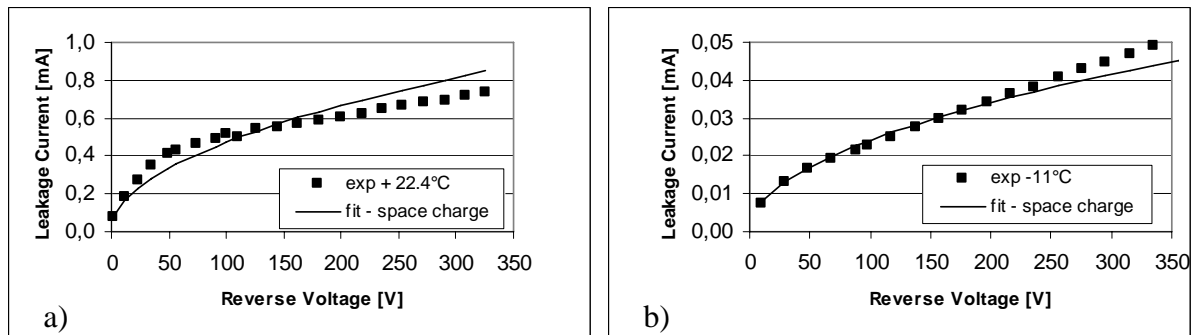 Leakage Current [mA]
1,0
0,8
0,6
0,4
0,2
0,0
exp + 22.4°C
fit - space charge
0 50 100 150 200 250 300 350
Reverse Voltage [V]
a)
Leakage Current [mA]
0,05
0,04
0,03
0,02
0,01
0,00
exp -11°C
fit - space charge
0 50 100 150 200 250 300 350
Reverse Voltage [V]
b)